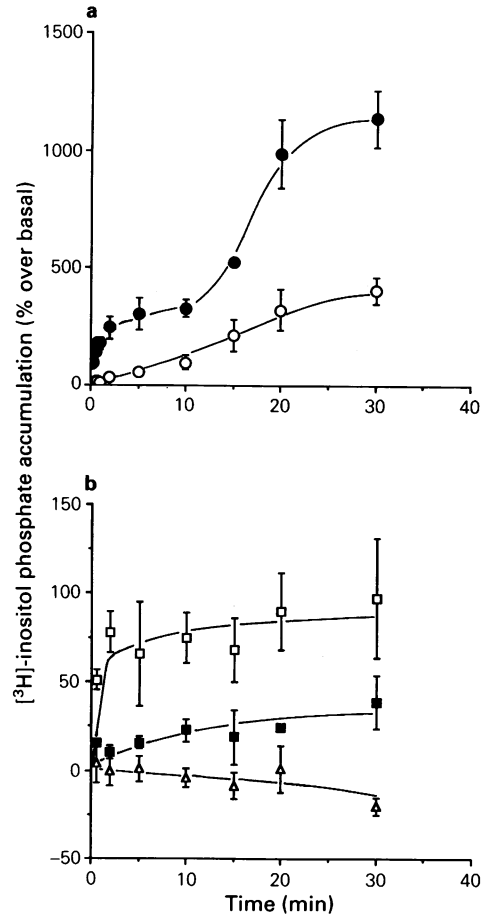 a
1500
1000
500
0
0 10 20 30 40
[³H]-inositol phosphate accumulation (% over basal)
b
150
100
50
0
−50
0 10 20 30 40
Time (min)